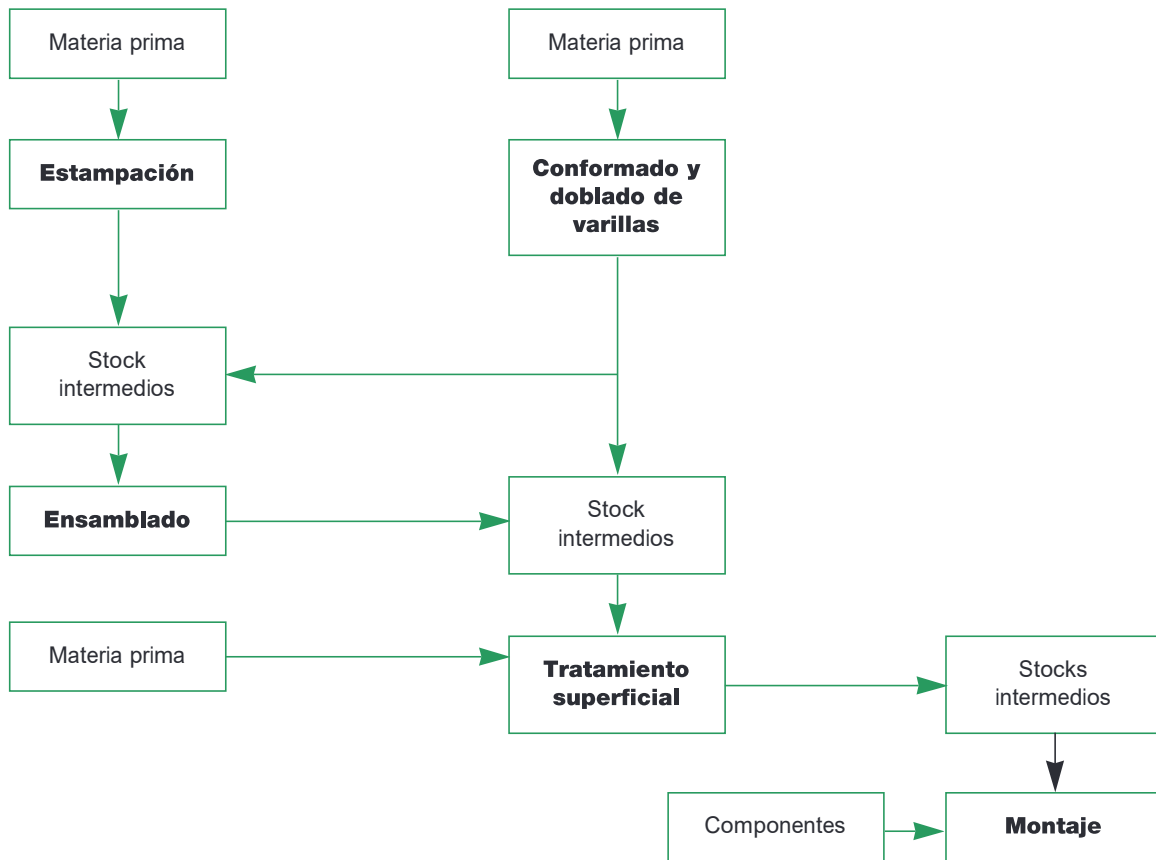 Materia prima
Materia prima
Estampación
Conformado y
doblado de
varillas
Stock
intermedios
Ensamblado
Stock
intermedios
Materia prima
Tratamiento
superficial
Stocks
intermedios
Componentes
Montaje